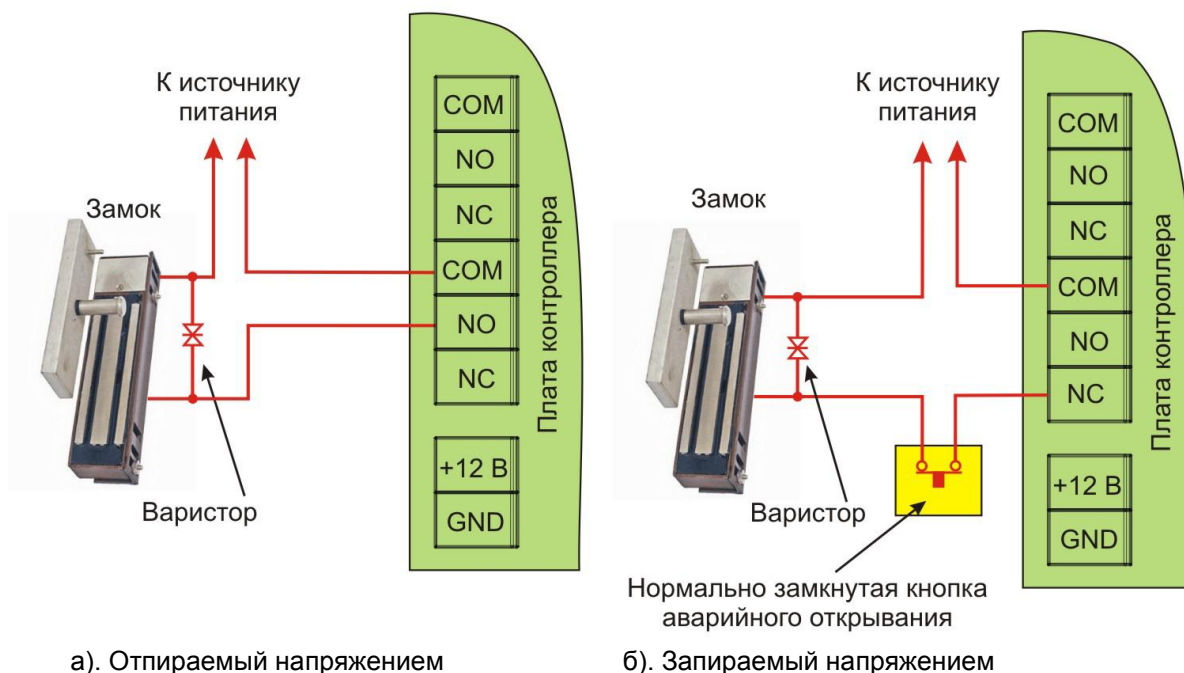 К источнику
питания
Замок
COM
NO
NC
COM
NO
NC
+12 В
GND
Плата контроллера
Варистор
а). Отпираемый напряжением
К источнику
питания
Замок
COM
NO
NC
COM
NO
NC
+12 В
GND
Плата контроллера
Варистор
Нормально замкнутая кнопка
аварийного открывания
б). Запираемый напряжением